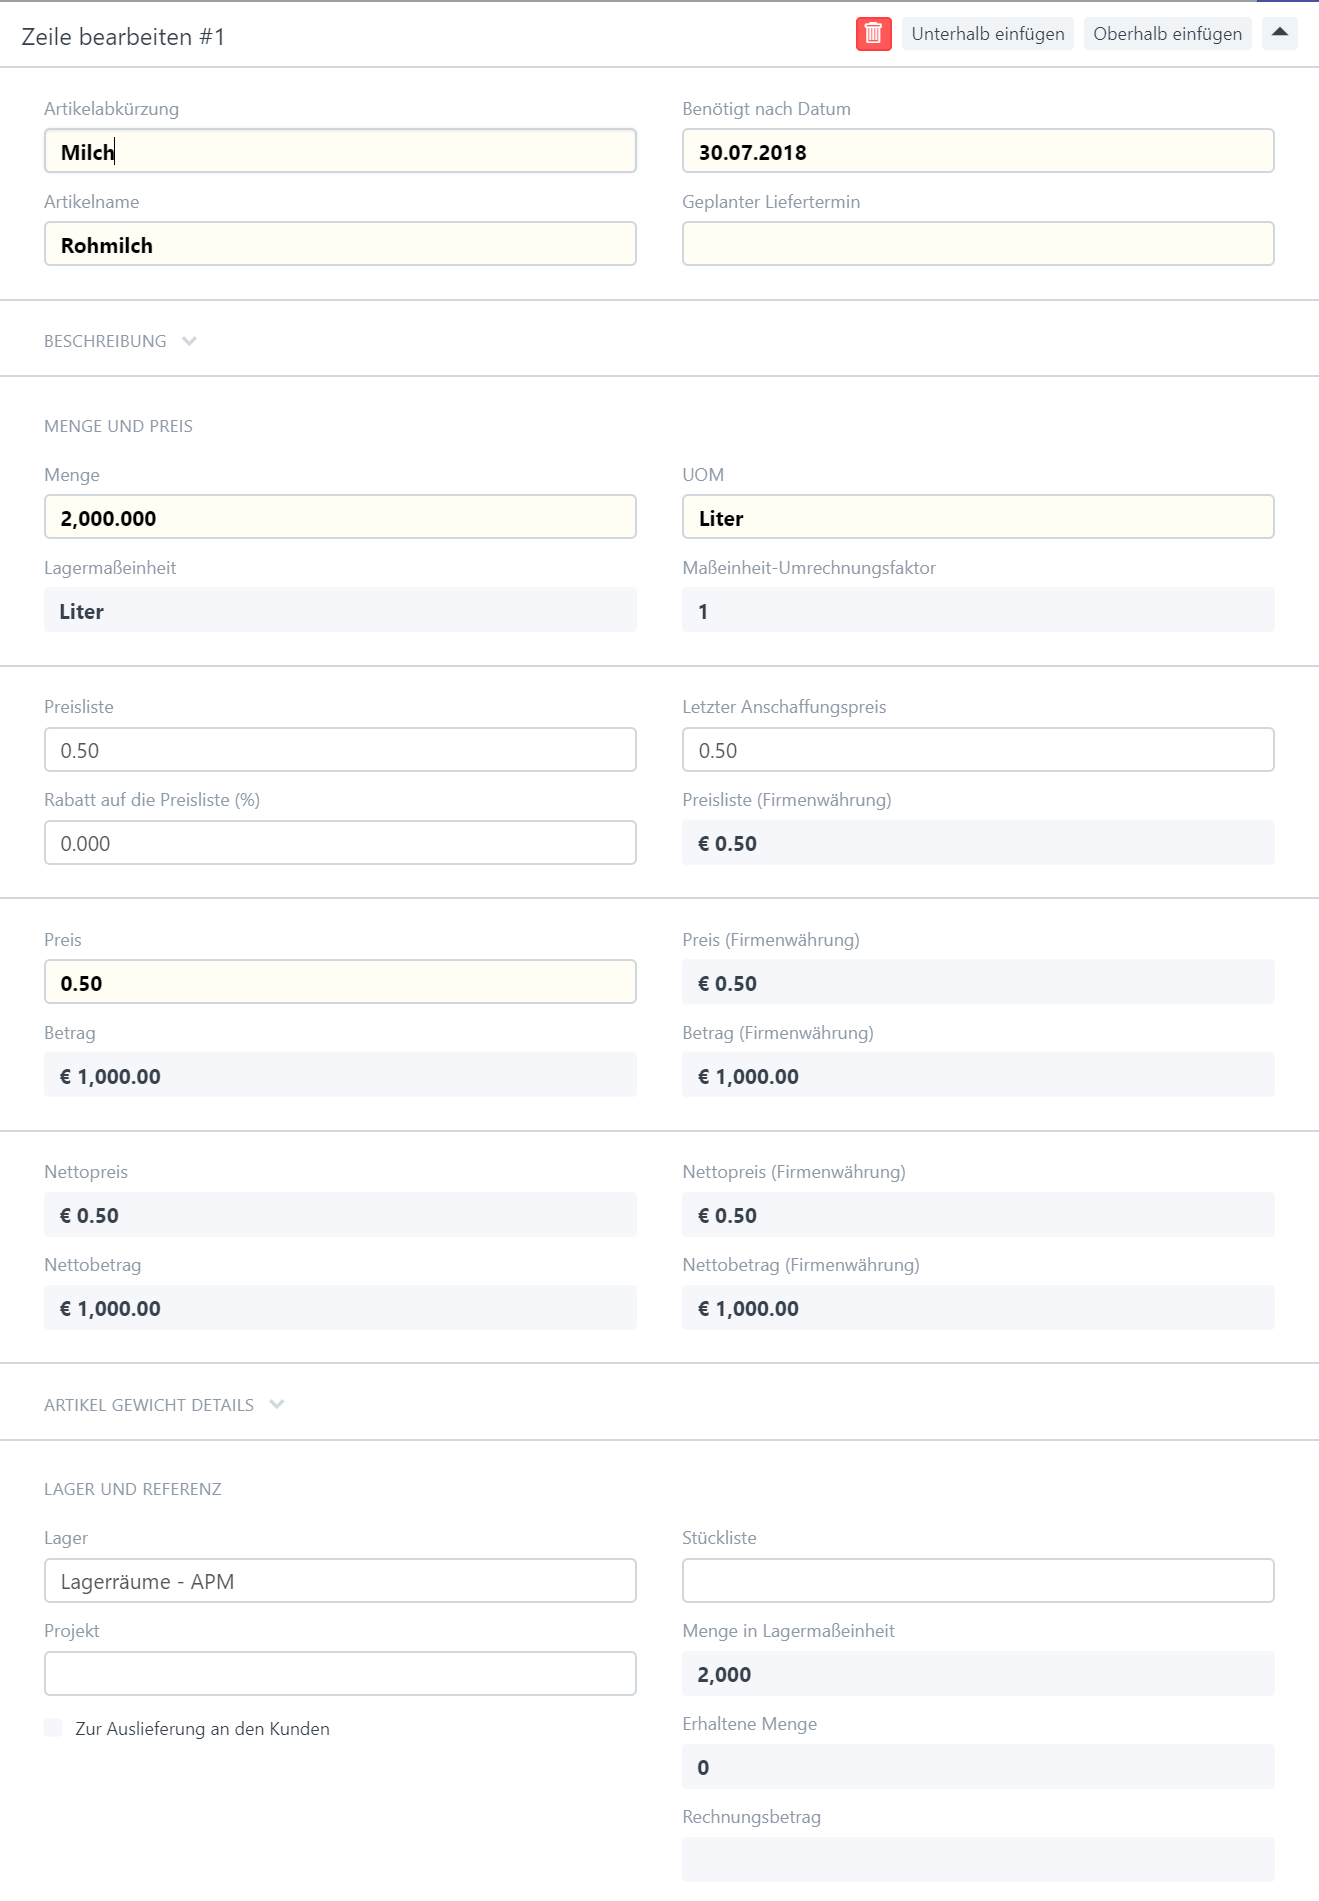 Zeile bearbeiten #1
Unterhalb einfügen
Oberhalb einfügen
Artikelabkürzung
Benötigt nach Datum
Milch
30.07.2018
Artikelname
Geplanter Liefertermin
Rohmilch
BESCHREIBUNG
MENGE UND PREIS
Menge
UOM
2,000.000
Liter
Lagermaßeinheit
Maßeinheit-Umrechnungsfaktor
Liter
1
Preisliste
Letzter Anschaffungspreis
0.50
0.50
Rabatt auf die Preisliste (%)
Preisliste (Firmenwährung)
0.000
€ 0.50
Preis
Preis (Firmenwährung)
0.50
€ 0.50
Betrag
Betrag (Firmenwährung)
€ 1,000.00
€ 1,000.00
Nettopreis
Nettopreis (Firmenwährung)
€ 0.50
€ 0.50
Nettobetrag
Nettobetrag (Firmenwährung)
€ 1,000.00
€ 1,000.00
ARTIKEL GEWICHT DETAILS
LAGER UND REFERENZ
Lager
Stückliste
Lagerräume - APM
Projekt
Menge in Lagermaßeinheit
2,000
Zur Auslieferung an den Kunden
Erhaltene Menge
0
Rechnungsbetrag